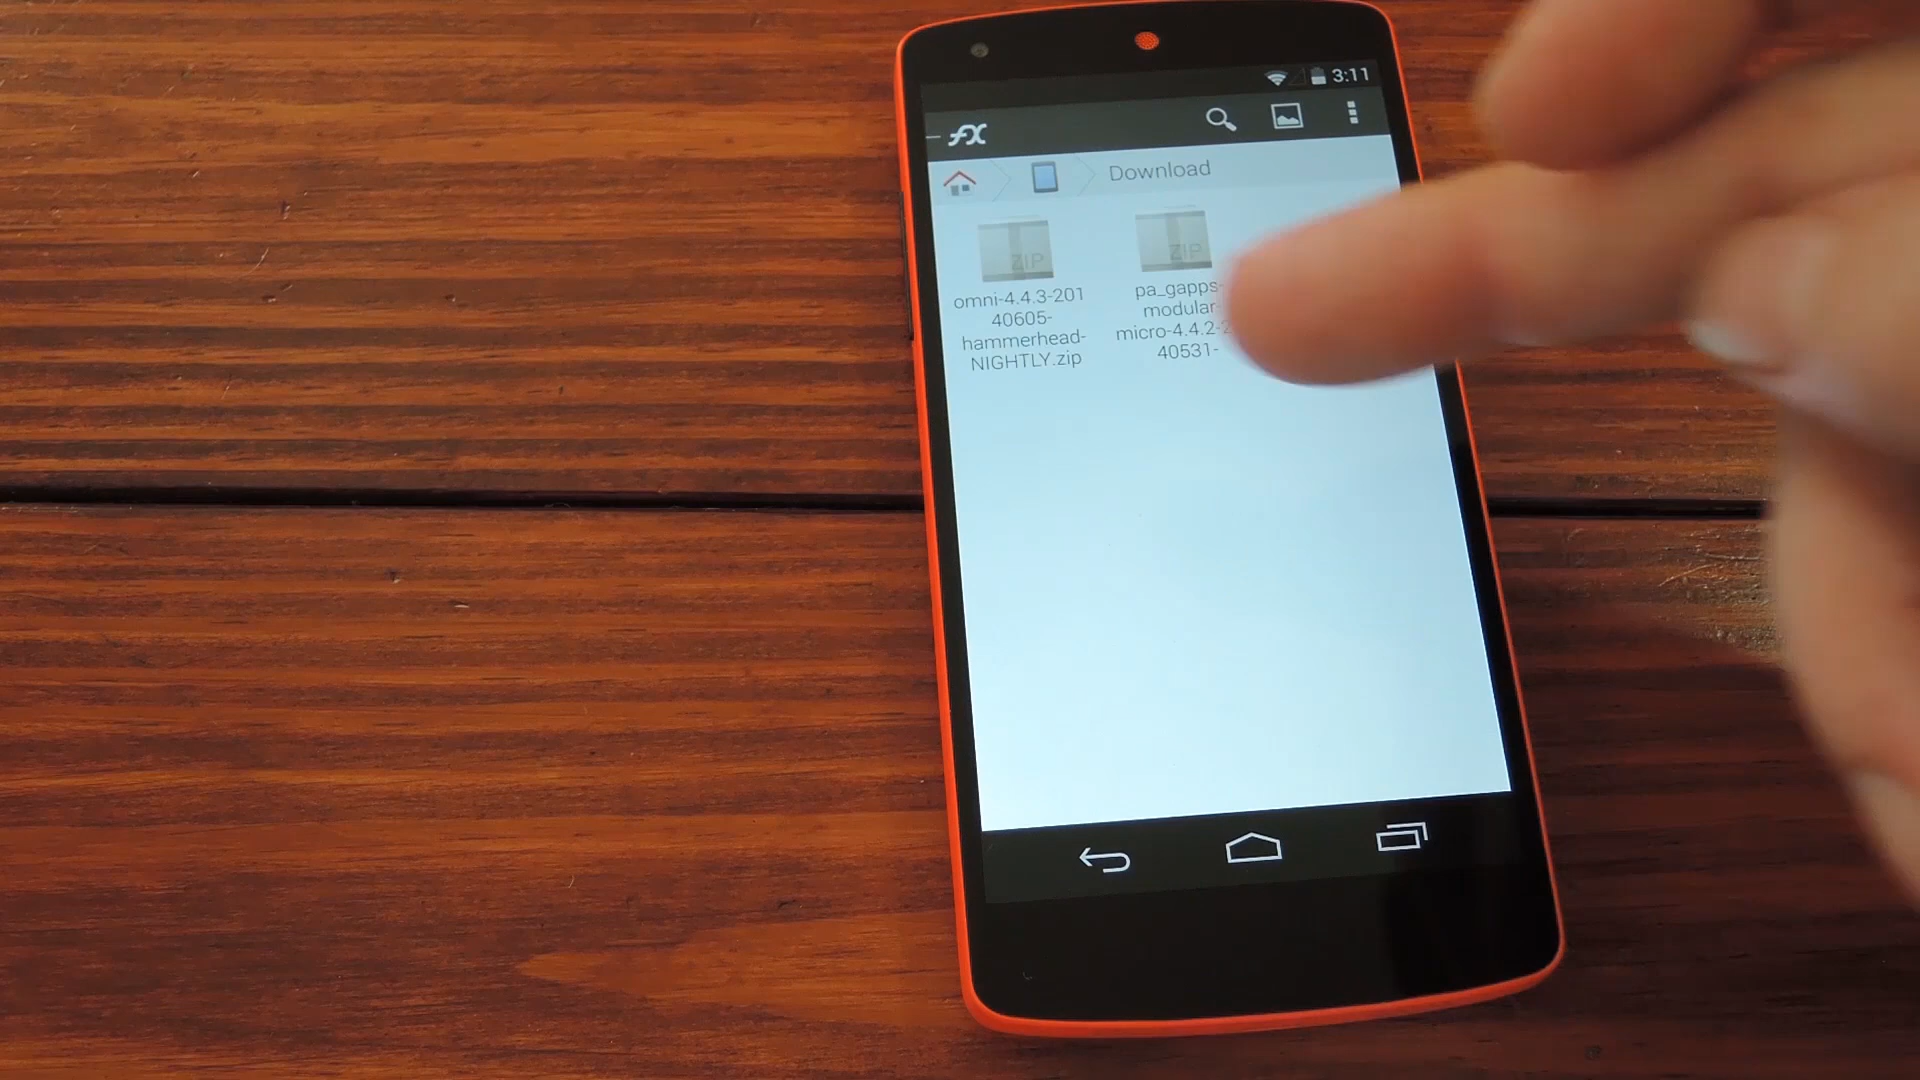 3:11
FX
Download
ZIP
ZIP
omni-4.4.3-201
40605-
hammerhead-
NIGHTLY.zip
pa_gapps-
modular-
micro-4.4.2-2
40531-